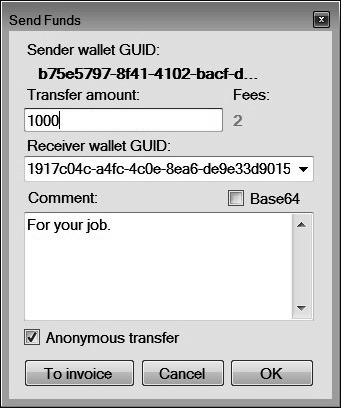 Send Funds
Sender wallet GUID:
b75e5797-8f41-4102-bacf-d...
Transfer amount: Fees:
1000 2
Receiver wallet GUID:
1917c04c-a4fc-4c0e-8ea6-de9e33d9015
Comment: Base64
For your job.
Anonymous transfer
To invoice Cancel OK